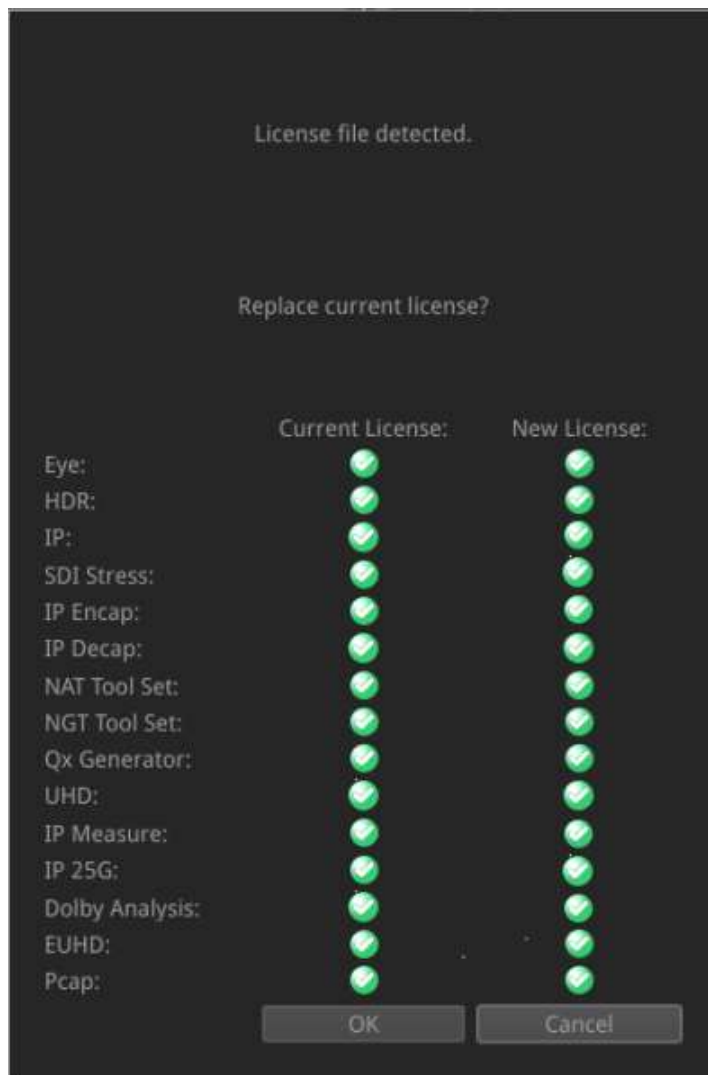 License file detected.
Replace current license?
Current License: New License:
Eye:
HDR:
IP:
SDI Stress:
IP Encap:
IP Decap:
NAT Tool Set:
NGT Tool Set:
Qx Generator:
UHD:
IP Measure:
IP 25G:
Dolby Analysis:
EUHD:
Pcap:
OK Cancel